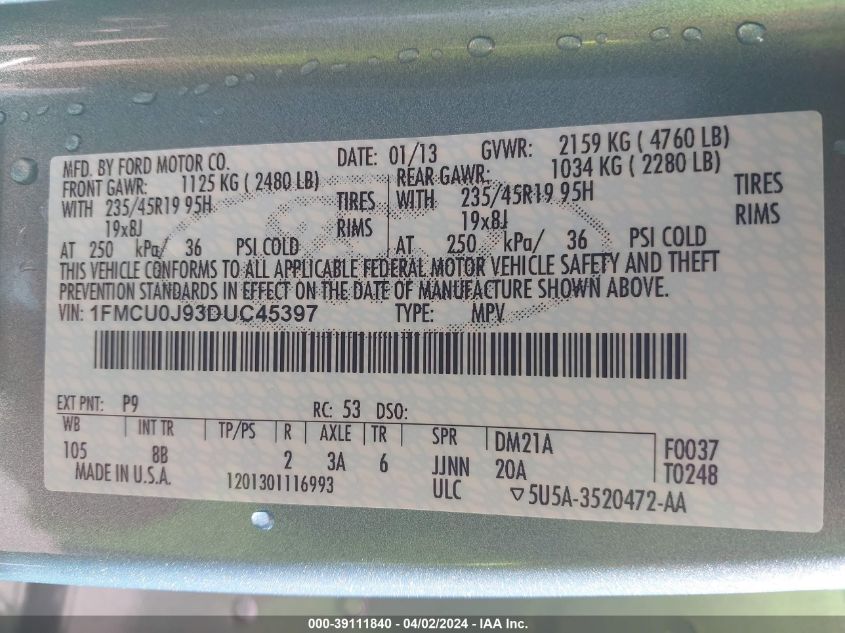 MFD. BY FORD MOTOR CO. DATE: 01/13 GVWR: 2159 KG ( 4760 LB)
FRONT GAWR: 1125 KG ( 2480 LB) REAR GAWR: 1034 KG ( 2280 LB)
WITH 235/45R19 95H TIRES WITH 235/45R19 95H TIRES
19x8J RIMS 19x8J RIMS
AT 250 kPa/ 36 PSI COLD AT 250 kPa/ 36 PSI COLD
THIS VEHICLE CONFORMS TO ALL APPLICABLE FEDERAL MOTOR VEHICLE SAFETY AND THEFT
PREVENTION STANDARDS IN EFFECT ON THE DATE OF MANUFACTURE SHOWN ABOVE.
VIN: 1FMCU0J93DUC45397 TYPE: MPV
EXT PNT: P9 RC: 53 DSO:
WB INT TR TP/PS R AXLE TR SPR DM21A F0037
105 8B 2 3A 6 JJNN 20A T0248
MADE IN U.S.A. 1201301116993 ULC ▽5U5A-3520472-AA
000-39111840 - 04/02/2024 - IAA Inc.